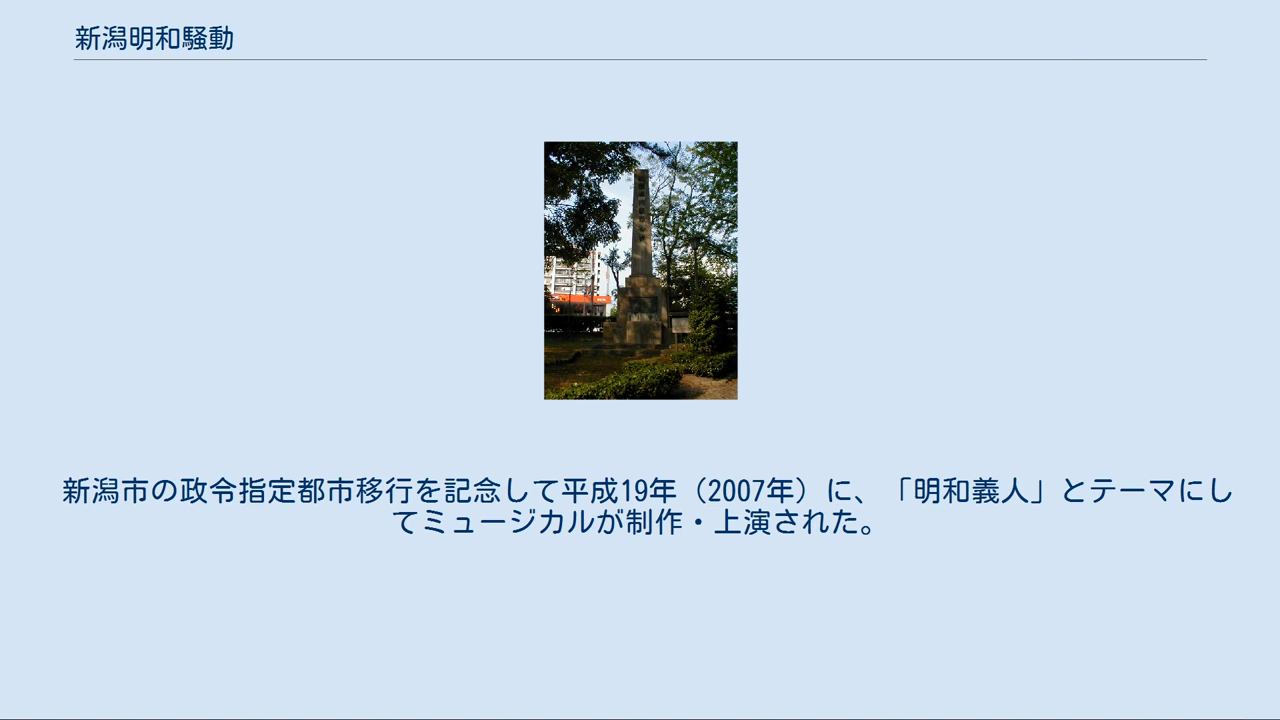 新潟明和騒動
新潟市の政令指定都市移行を記念して平成19年（2007年）に、「明和義人」とテーマにし
てミュージカルが制作・上演された。